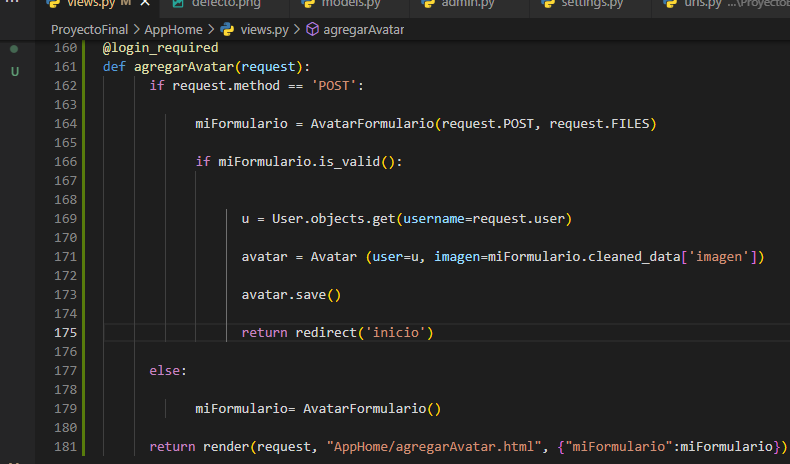 views.py M
defecto.png
models.py
admin.py
settings.py
urls.py ...\Proyecto
ProyectoFinal > AppHome > views.py > agregarAvatar
160 @login_required
161 def agregarAvatar(request):
162 if request.method == 'POST':
163
164 miFormulario = AvatarFormulario(request.POST, request.FILES)
165
166 if miFormulario.is_valid():
167
168
169 u = User.objects.get(username=request.user)
170
171 avatar = Avatar (user=u, imagen=miFormulario.cleaned_data['imagen'])
172
173 avatar.save()
174
175 return redirect('inicio')
176
177 else:
178
179 miFormulario= AvatarFormulario()
180
181 return render(request, "AppHome/agregarAvatar.html", {"miFormulario":miFormulario})
U